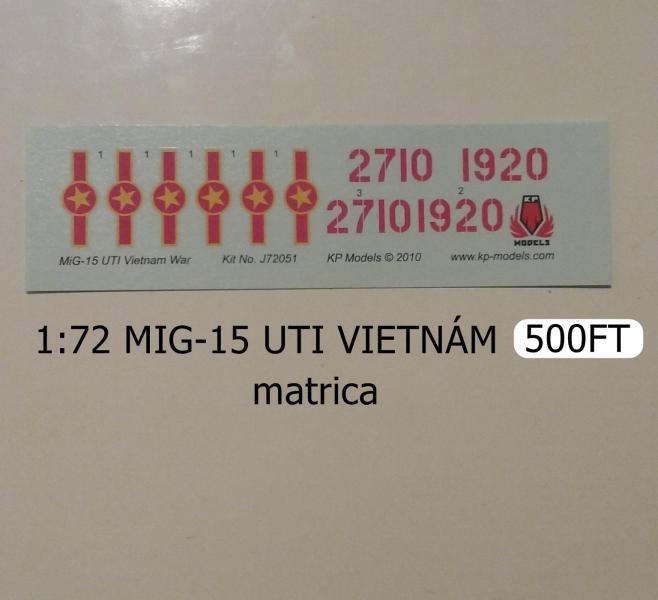 1 1 1 1 1
2710 1920
3 2
27101920
KP
MODELS
MiG-15 UTI Vietnam War Kit No. J72051 KP Models © 2010 www.kp-models.com
1:72 MIG-15 UTI VIETNÁM 500FT
matrica